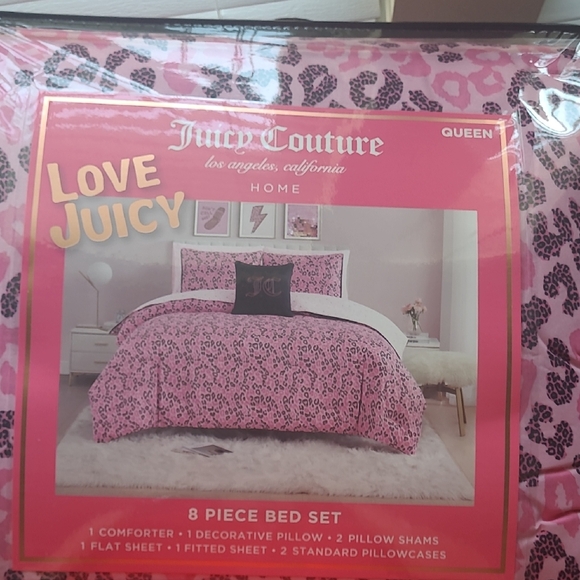 Juicy Couture
los angeles, california
HOME
QUEEN
LOVE
JUICY
JC
8 PIECE BED SET
1 COMFORTER • 1 DECORATIVE PILLOW • 2 PILLOW SHAMS
1 FLAT SHEET • 1 FITTED SHEET • 2 STANDARD PILLOWCASES